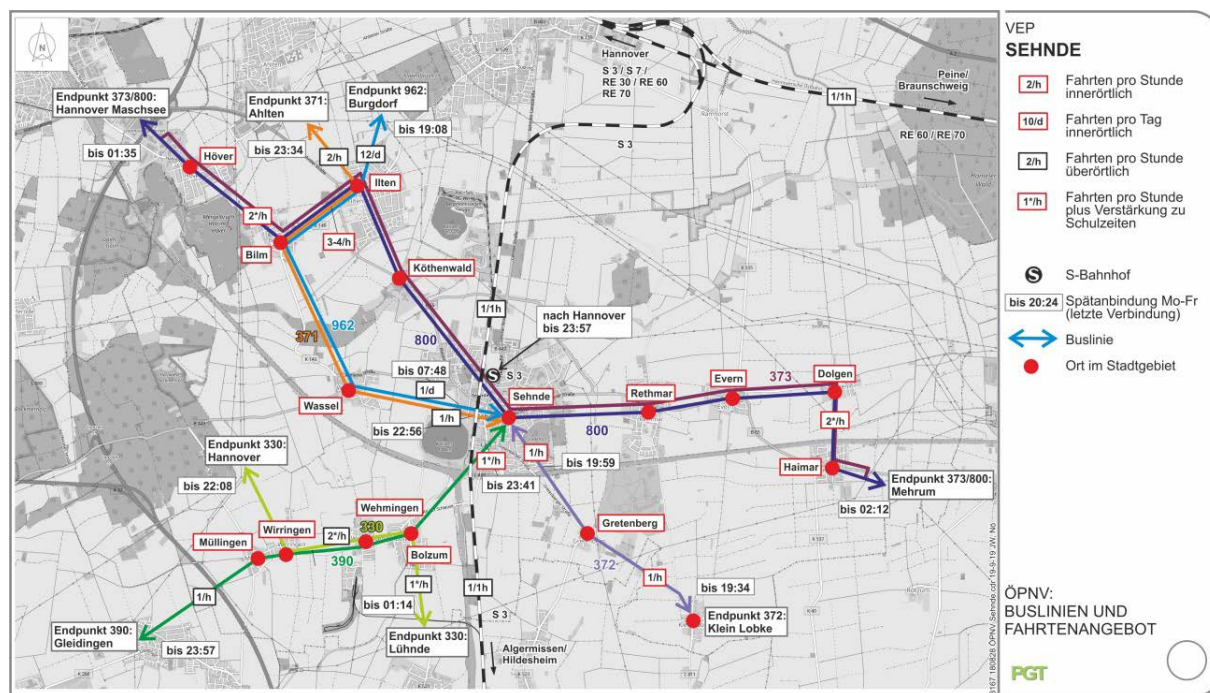 N
Endpunkt 373/800:
Hannover Maschsee
bis 01:35
Höver
2*/h
Bilm
Endpunkt 371:
Ahlten
bis 23:34
2/h
Endpunkt 962:
Burgdorf
bis 19:08
12/d
Ilten
3-4/h
Köthenwald
371
962
800
Wassel
bis 07:48
1/d
1/h
bis 22:56
Hannover
S 3 / S 7 /
RE 30 / RE 60
RE 70
Peine/
Braunschweig
1/1h
RE 60 / RE 70
S 3
1/1h
nach Hannover
bis 23:57
S
S 3
Sehnde
Rethmar
Evern
373
Dolgen
800
2*/h
Haimar
Endpunkt 373/800:
Mehrum
bis 02:12
1*/h
bis 23:41
1/h
bis 19:59
Gretenberg
372
1/h
bis 19:34
Endpunkt 372:
Klein Lobke
Endpunkt 330:
Hannover
bis 22:08
Müllingen
Wirringen
2*/h
Wehmingen
330
390
Bolzum
1/h
Endpunkt 390:
Gleidingen
bis 23:57
1*/h
bis 01:14
Endpunkt 330:
Lühnde
1/1h
S 3
Algermissen/
Hildesheim
VEP
SEHNDE
2/h
Fahrten pro Stunde
innerörtlich
10/d
Fahrten pro Tag
innerörtlich
2/h
Fahrten pro Stunde
überörtlich
1*/h
Fahrten pro Stunde
plus Verstärkung zu
Schulzeiten
S
S-Bahnhof
bis 20:24
Spätanbindung Mo-Fr
(letzte Verbindung)
Buslinie
Ort im Stadtgebiet
ÖPNV:
BUSLINIEN UND
FAHRTENANGEBOT
PGT